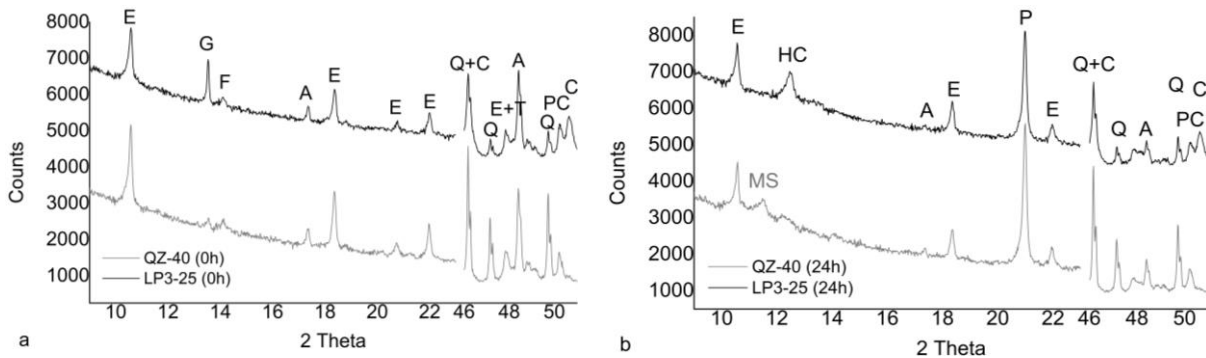 8000
7000
6000
5000
4000
3000
2000
1000
Counts
E
G
F
A
E
E
E
Q+C
Q
E+T
A
Q
PC
C
QZ-40 (0h)
LP3-25 (0h)
10 12 14 16 18 20 22 46 48 50
2 Theta
a
8000
7000
6000
5000
4000
3000
2000
1000
Counts
E
HC
A
E
P
E
Q+C
Q
A
Q
PC
C
MS
QZ-40 (24h)
LP3-25 (24h)
10 12 14 16 18 20 22 46 48 50
2 Theta
b